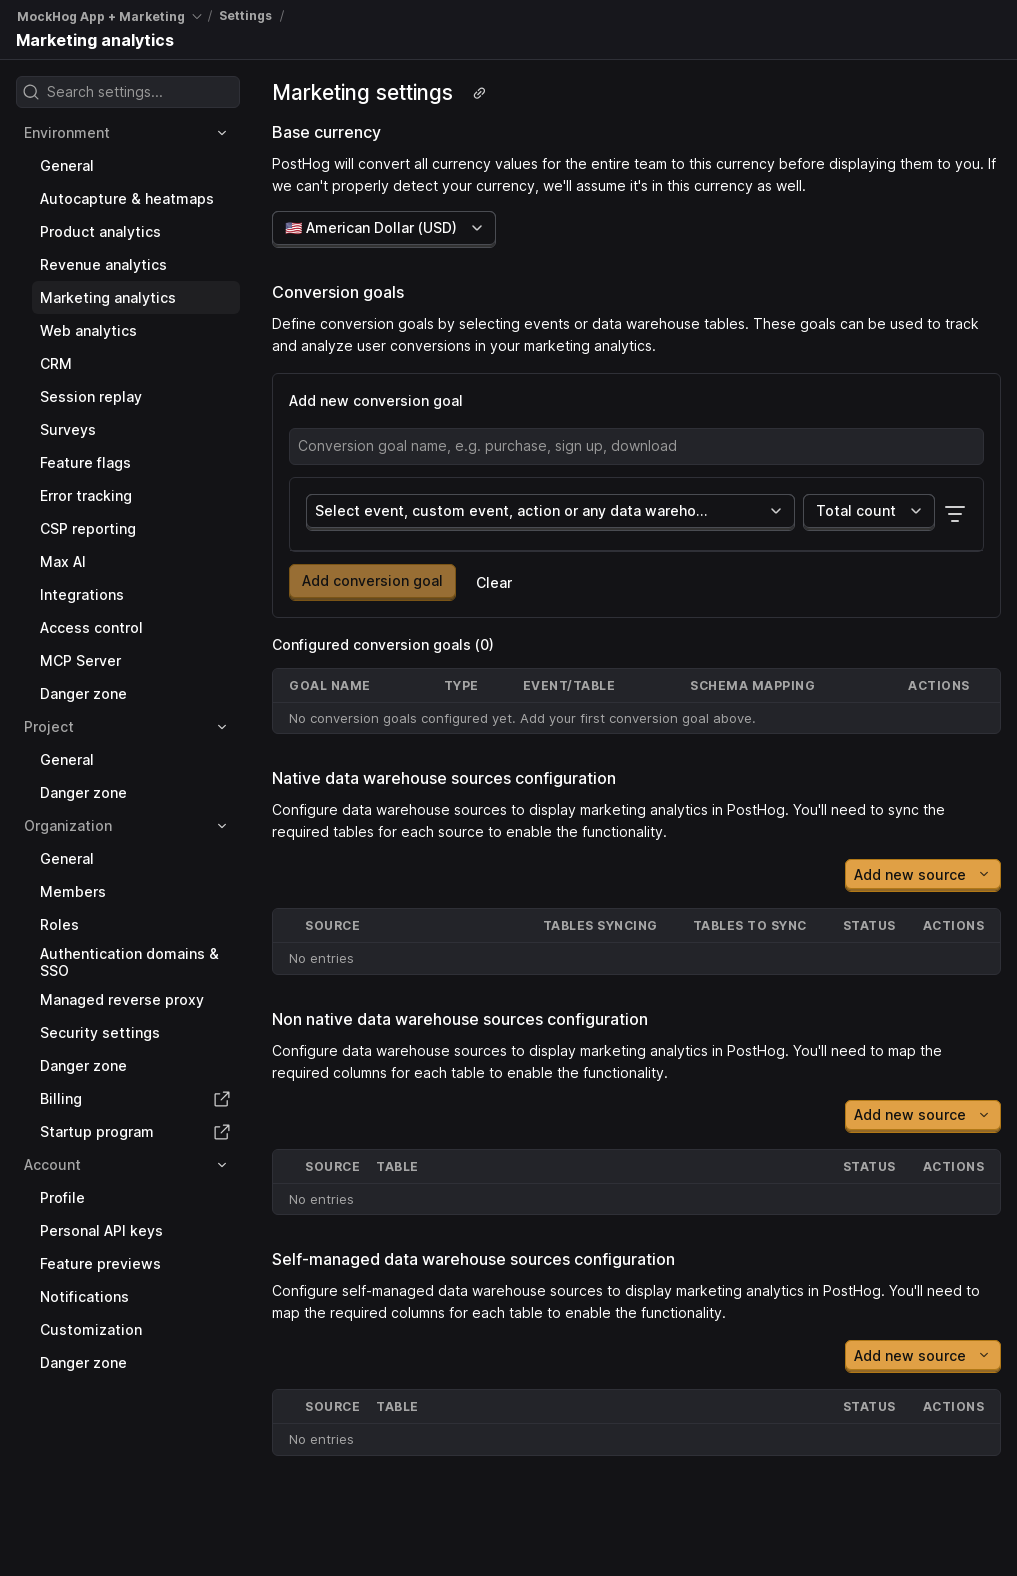 MockHog App + Marketing / Settings /
Marketing analytics
Search settings...
Environment
General
Autocapture & heatmaps
Product analytics
Revenue analytics
Marketing analytics
Web analytics
CRM
Session replay
Surveys
Feature flags
Error tracking
CSP reporting
Max AI
Integrations
Access control
MCP Server
Danger zone
Project
General
Danger zone
Organization
General
Members
Roles
Authentication domains &
SSO
Managed reverse proxy
Security settings
Danger zone
Billing
Startup program
Account
Profile
Personal API keys
Feature previews
Notifications
Customization
Danger zone
Marketing settings
Base currency
PostHog will convert all currency values for the entire team to this currency before displaying them to you. If
we can't properly detect your currency, we'll assume it's in this currency as well.
🇺🇸 American Dollar (USD)
Conversion goals
Define conversion goals by selecting events or data warehouse tables. These goals can be used to track
and analyze user conversions in your marketing analytics.
Add new conversion goal
Conversion goal name, e.g. purchase, sign up, download
Select event, custom event, action or any data wareho... Total count
Add conversion goal Clear
Configured conversion goals (0)
GOAL NAME TYPE EVENT/TABLE SCHEMA MAPPING ACTIONS
No conversion goals configured yet. Add your first conversion goal above.
Native data warehouse sources configuration
Configure data warehouse sources to display marketing analytics in PostHog. You'll need to sync the
required tables for each source to enable the functionality.
Add new source
SOURCE TABLES SYNCING TABLES TO SYNC STATUS ACTIONS
No entries
Non native data warehouse sources configuration
Configure data warehouse sources to display marketing analytics in PostHog. You'll need to map the
required columns for each table to enable the functionality.
Add new source
SOURCE TABLE STATUS ACTIONS
No entries
Self-managed data warehouse sources configuration
Configure self-managed data warehouse sources to display marketing analytics in PostHog. You'll need to
map the required columns for each table to enable the functionality.
Add new source
SOURCE TABLE STATUS ACTIONS
No entries